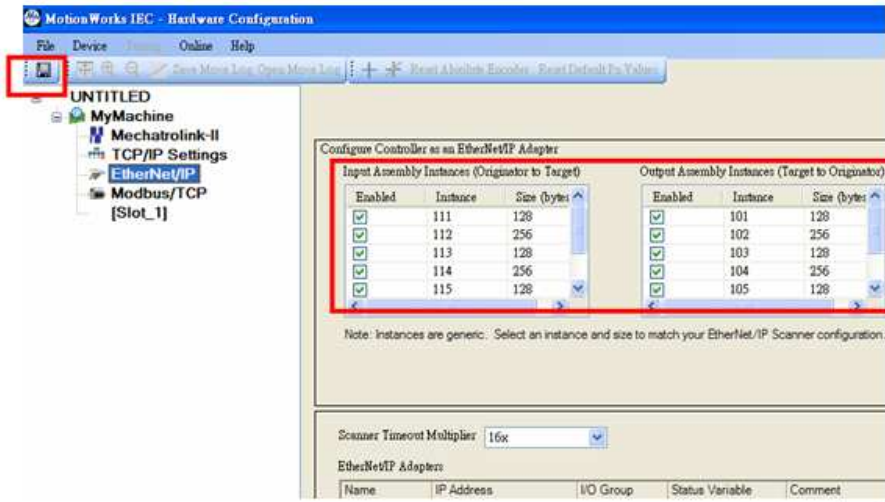 MotionWorks IEC - Hardware Configuration
File Device Online Help
Save Move Log Open Move Log Reset Absolute Encoder Reset Default Pn Values
UNTITLED
MyMachine
Mechatrolink-II
TCP/IP Settings
EtherNet/IP
Modbus/TCP
[Slot_1]
Configure Controller as an EtherNet/IP Adapter
Input Assembly Instances (Originator to Target) Output Assembly Instances (Target to Originator)
Enabled Instance Size (bytes Enabled Instance Size (bytes
111 128 101 128
112 256 102 256
113 128 103 128
114 256 104 256
115 128 105 128
Note: Instances are generic. Select an instance and size to match your EtherNet/IP Scanner configuration.
Scanner Timeout Multiplier 16x
EtherNet/IP Adapters
Name IP Address I/O Group Status Variable Comment